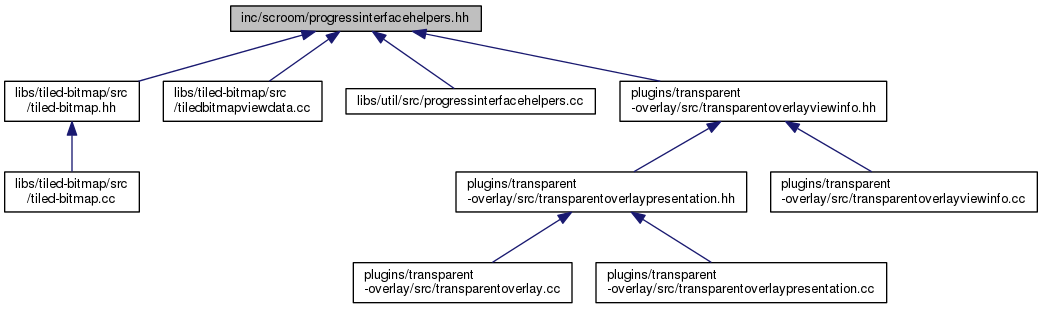 inc/scroom/progressinterfacehelpers.hh
libs/tiled-bitmap/src
/tiled-bitmap.hh
libs/tiled-bitmap/src
/tiledbitmapviewdata.cc
libs/util/src/progressinterfacehelpers.cc
plugins/transparent
-overlay/src/transparentoverlayviewinfo.hh
libs/tiled-bitmap/src
/tiled-bitmap.cc
plugins/transparent
-overlay/src/transparentoverlaypresentation.hh
plugins/transparent
-overlay/src/transparentoverlayviewinfo.cc
plugins/transparent
-overlay/src/transparentoverlay.cc
plugins/transparent
-overlay/src/transparentoverlaypresentation.cc